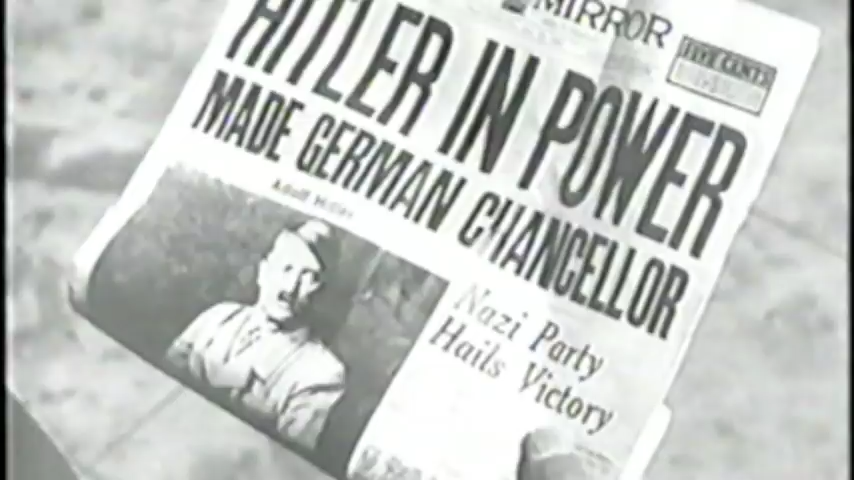 MIRROR
FIVE CENTS
HITLER IN POWER
MADE GERMAN CHANCELLOR
Adolf Hitler
Nazi Party
Hails Victory